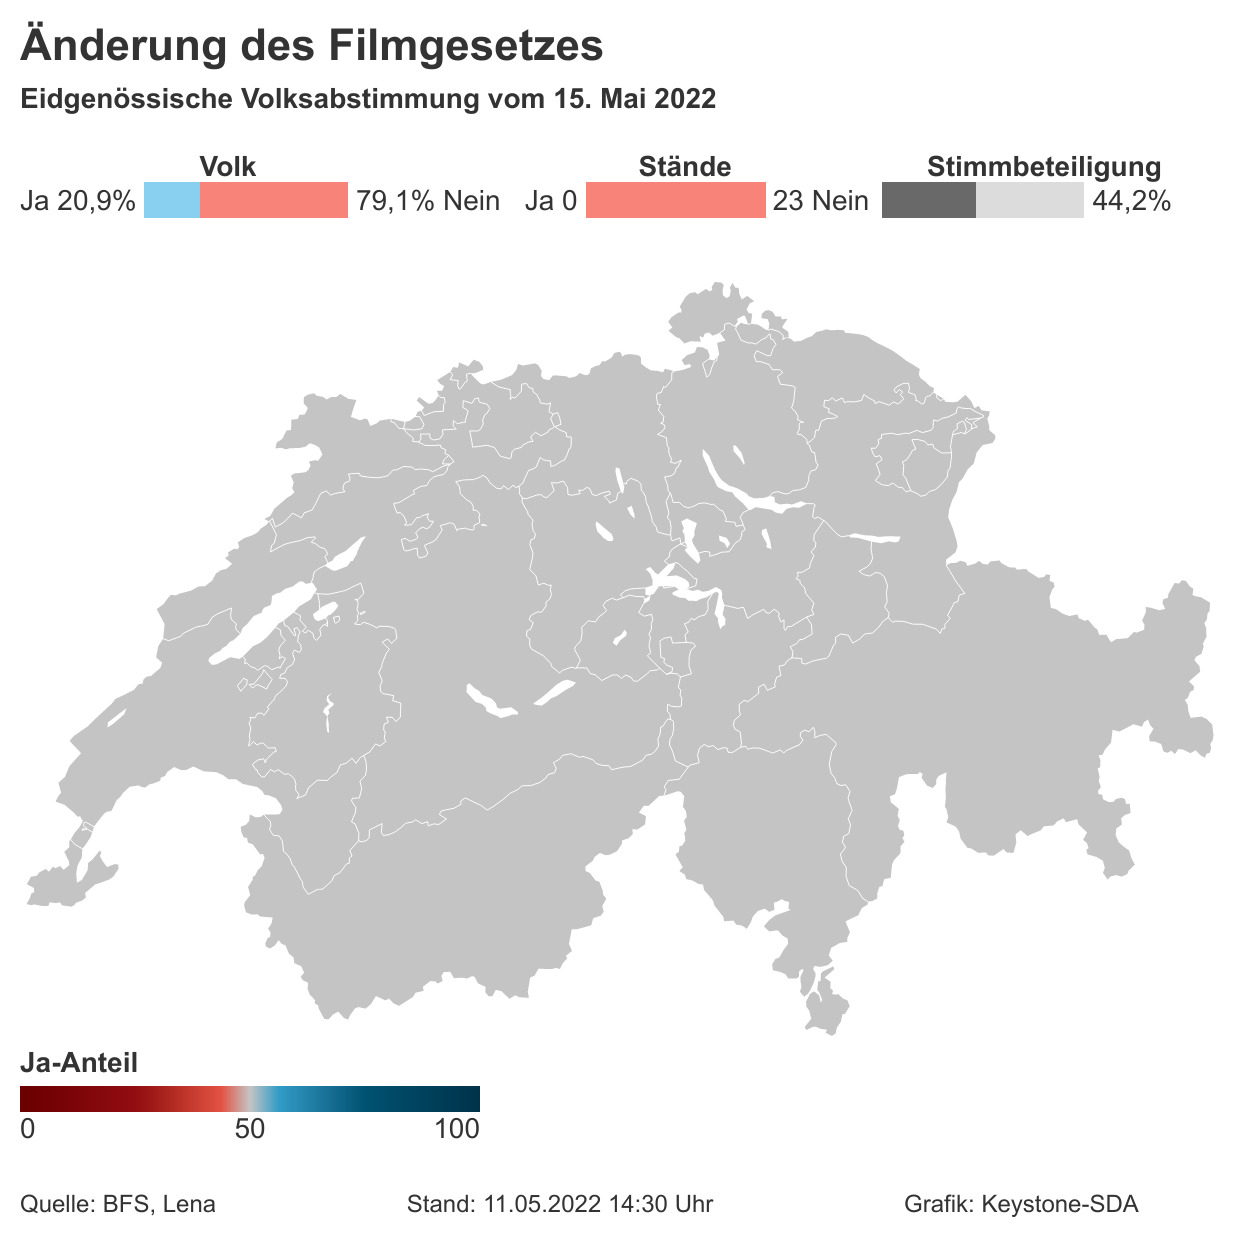 Änderung des Filmgesetzes
Eidgenössische Volksabstimmung vom 15. Mai 2022
Volk
Ja 20,9% 79,1% Nein
Stände
Ja 0 23 Nein
Stimmbeteiligung
44,2%
Ja-Anteil
0 50 100
Quelle: BFS, Lena Stand: 11.05.2022 14:30 Uhr Grafik: Keystone-SDA